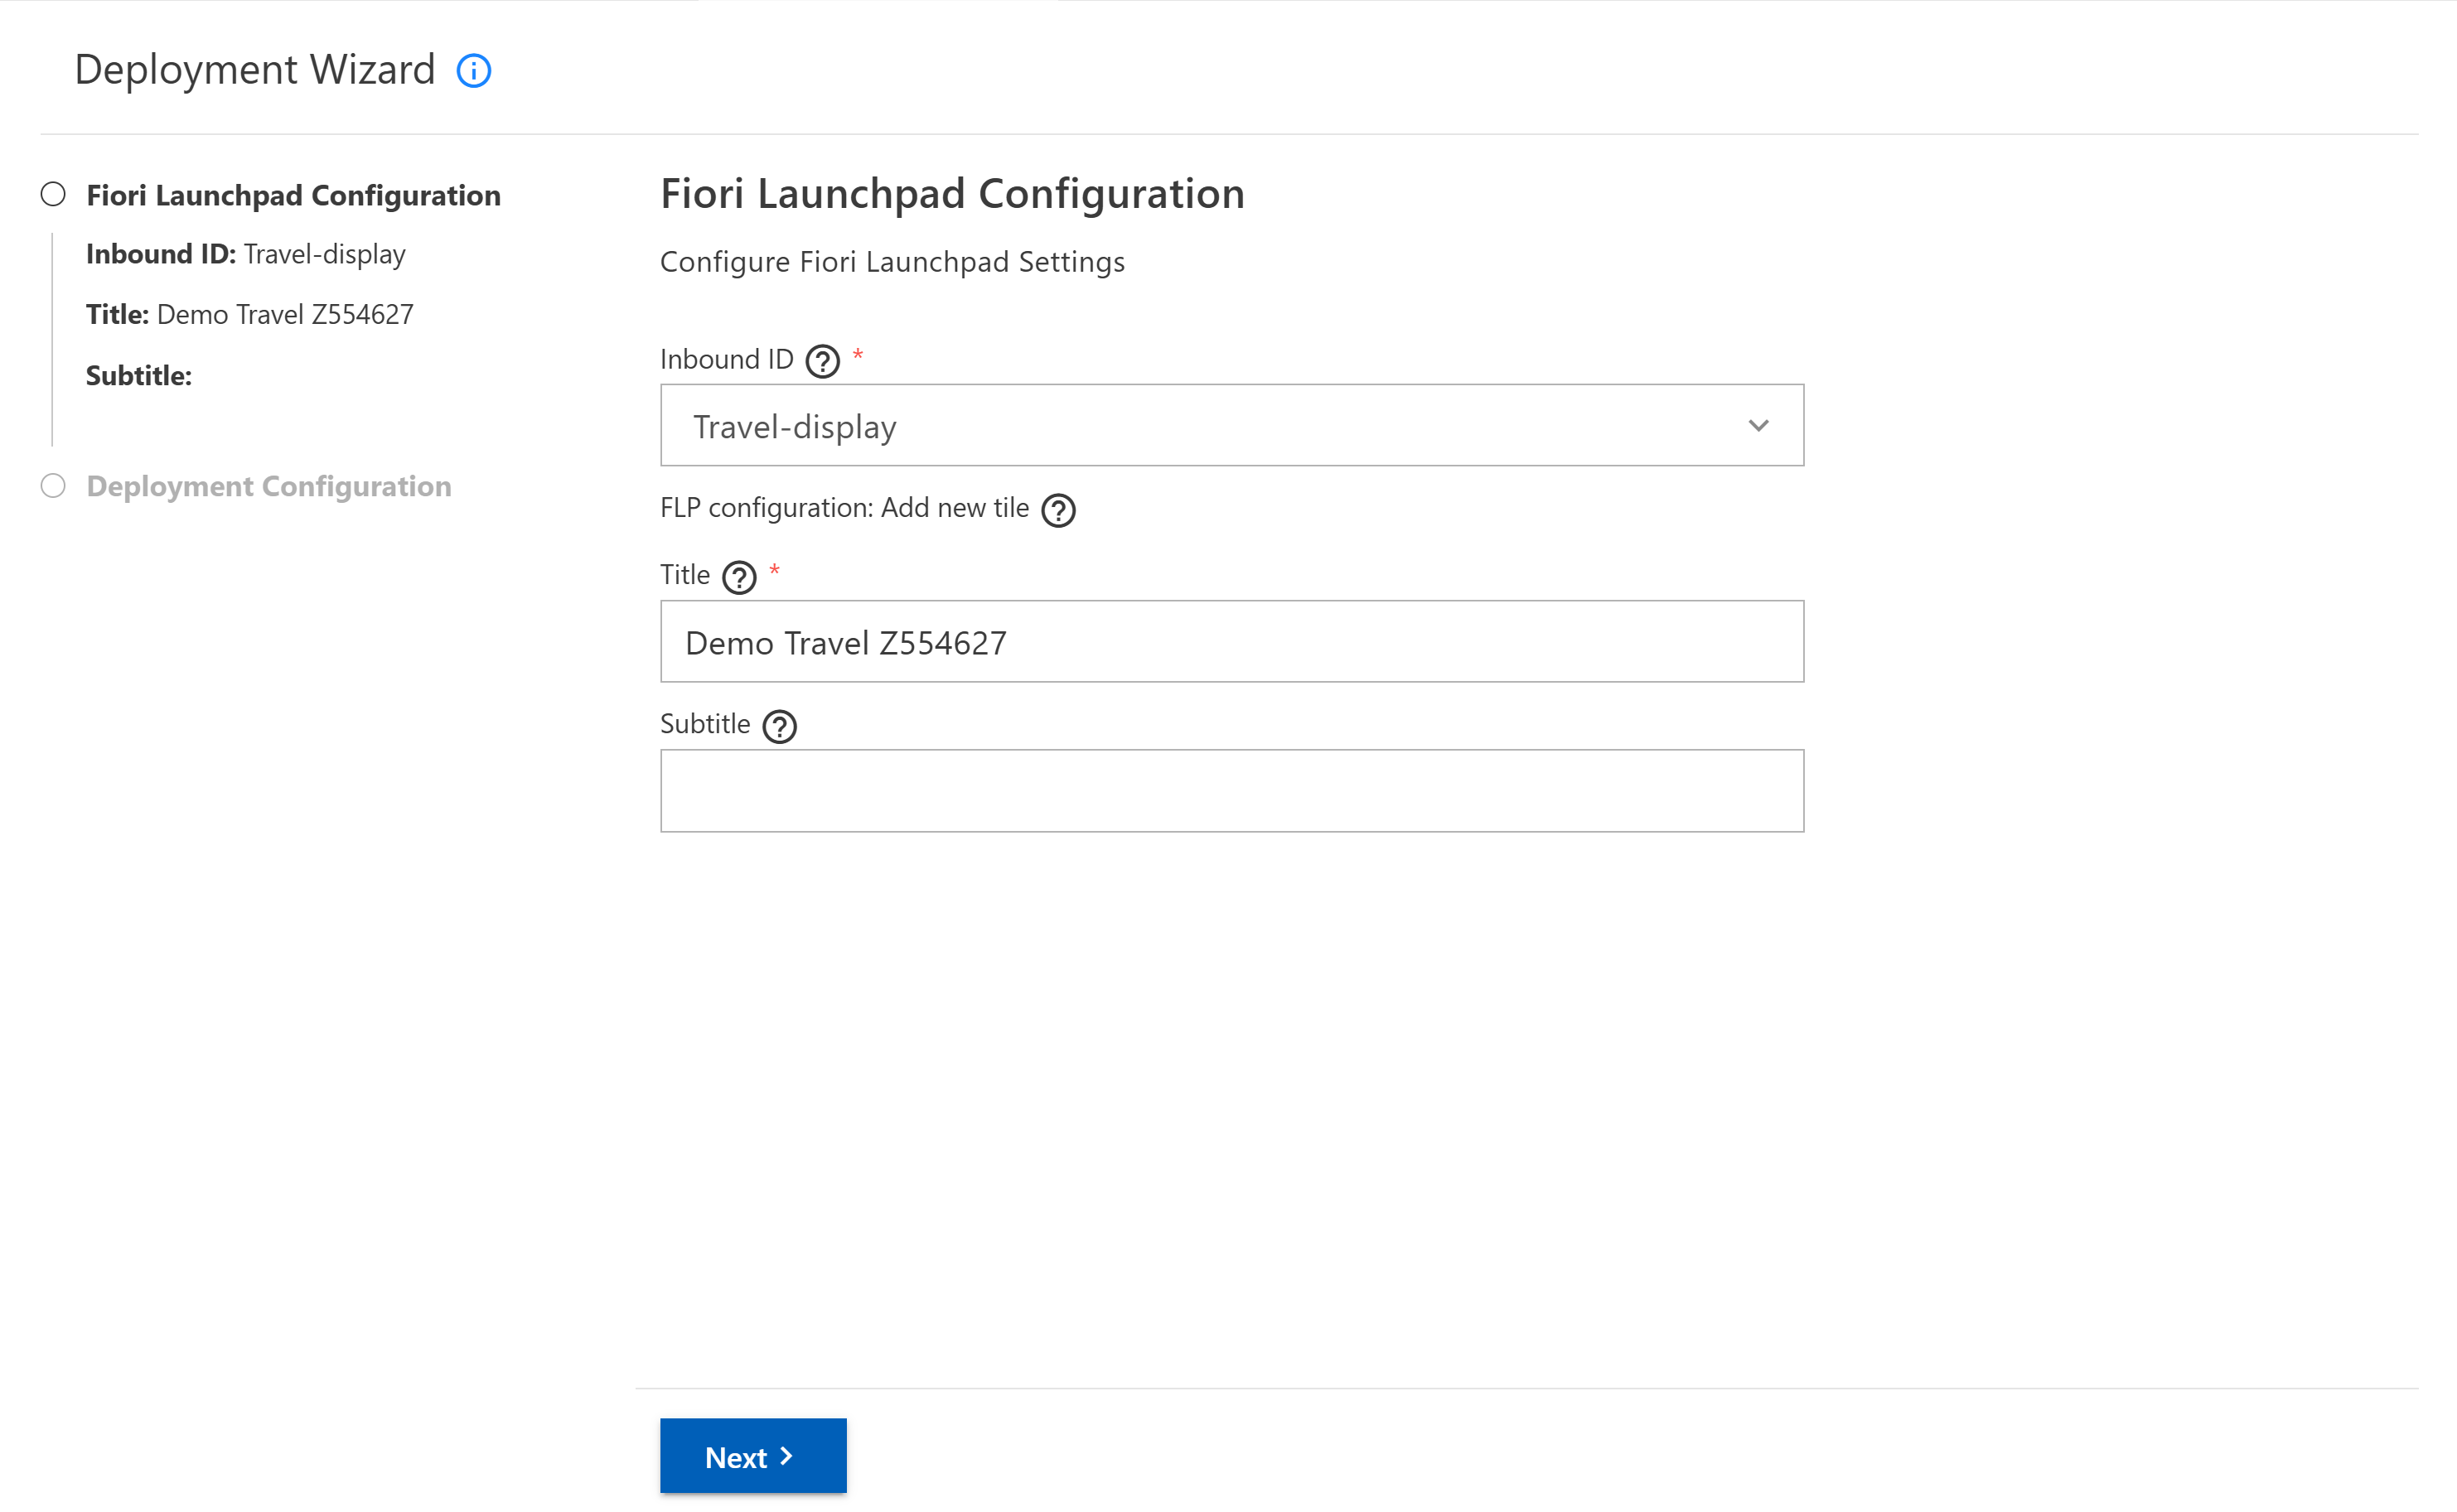 Deployment Wizard
Fiori Launchpad Configuration
Inbound ID: Travel-display
Title: Demo Travel Z554627
Subtitle:
Deployment Configuration
Fiori Launchpad Configuration
Configure Fiori Launchpad Settings
Inbound ID *
Travel-display
FLP configuration: Add new tile
Title *
Demo Travel Z554627
Subtitle
Next